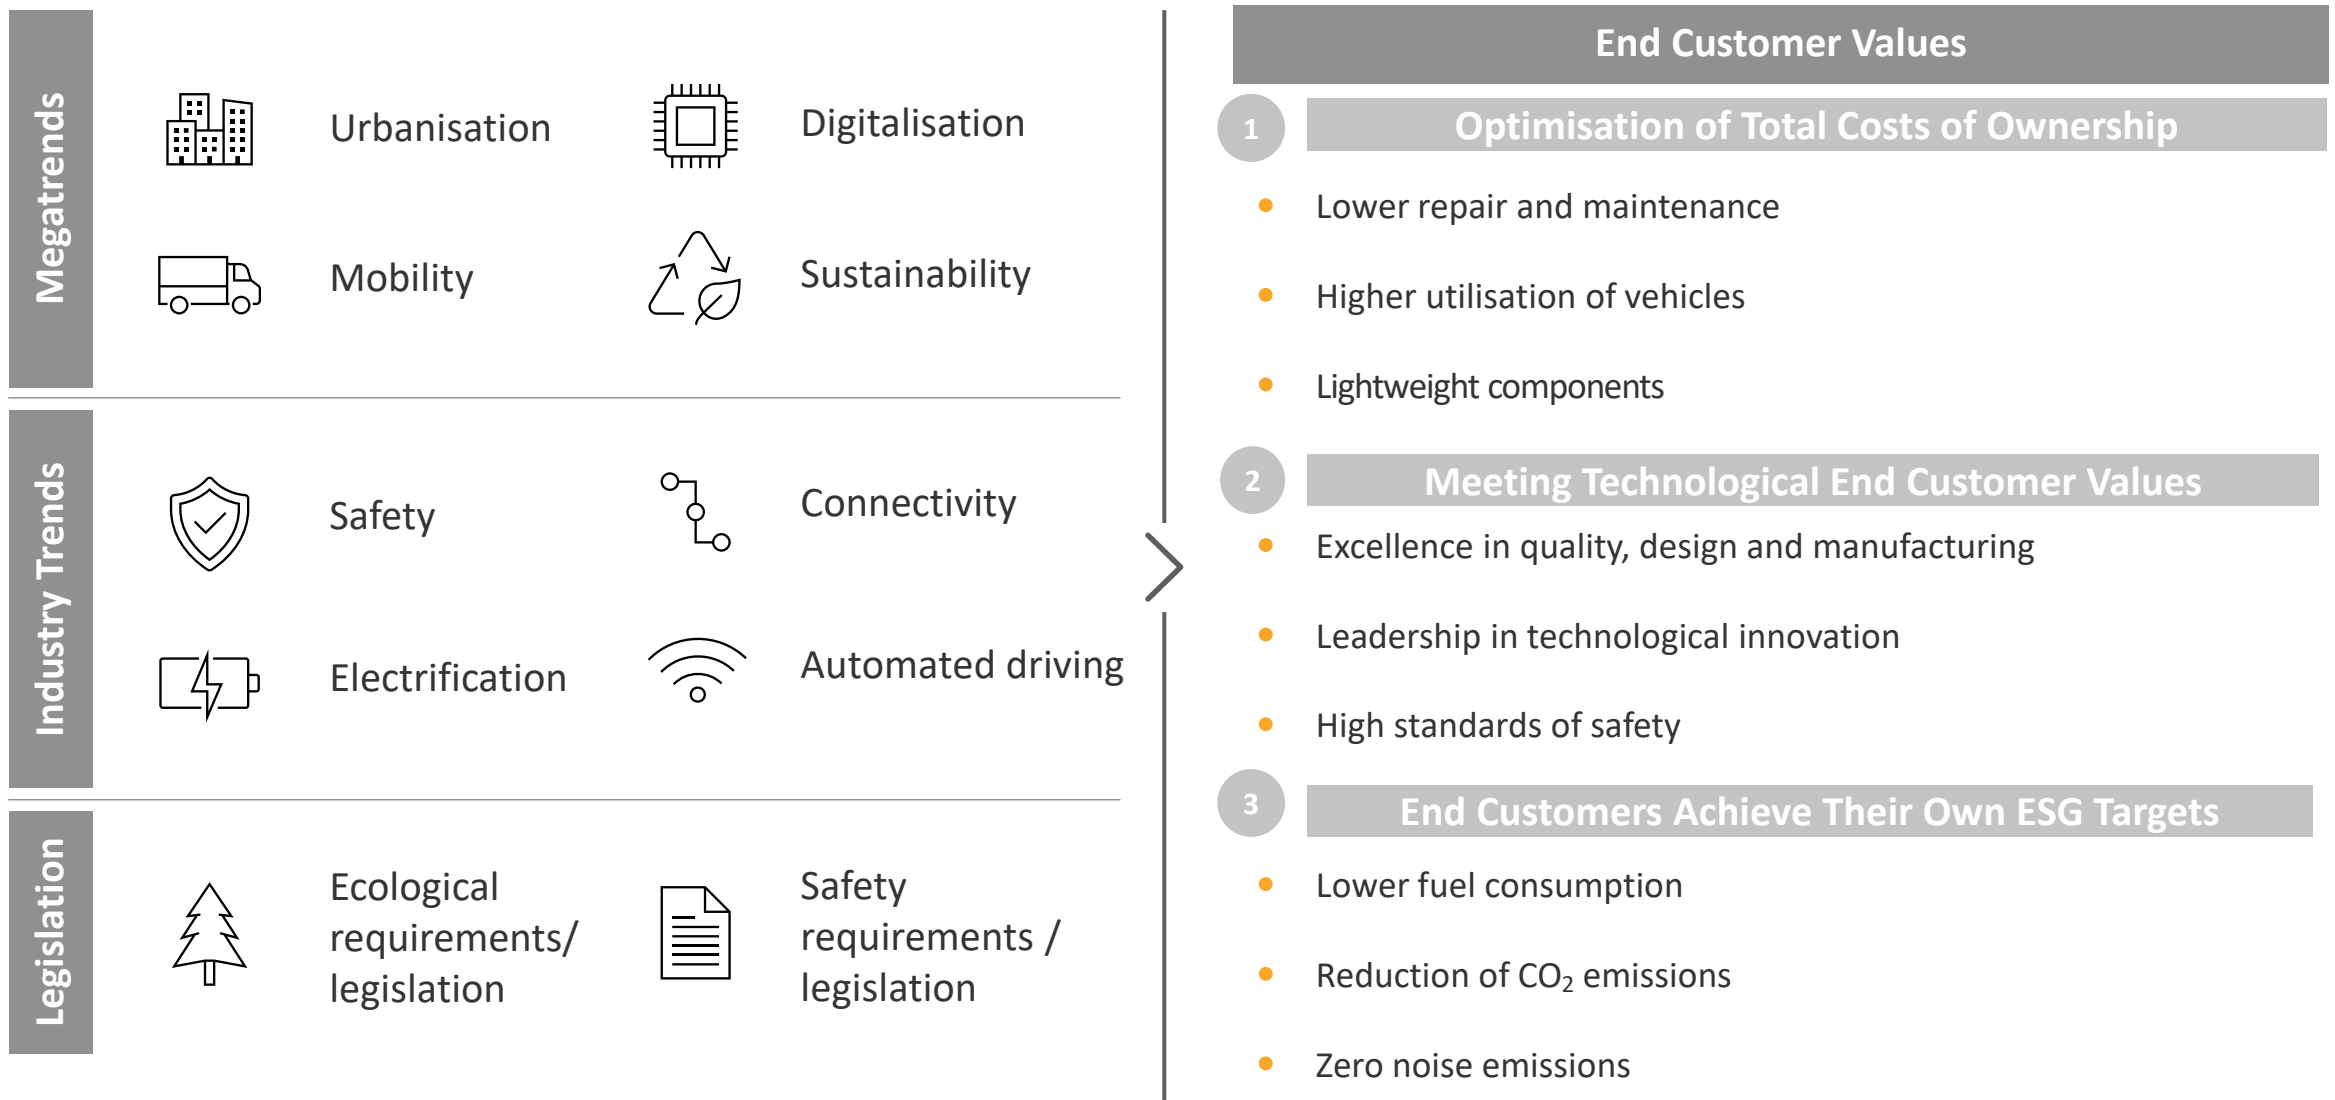 Megatrends
Urbanisation
Digitalisation
Mobility
Sustainability
Industry Trends
Safety
Connectivity
Electrification
Automated driving
Legislation
Ecological
requirements/
legislation
Safety
requirements /
legislation
End Customer Values
1
Optimisation of Total Costs of Ownership
• Lower repair and maintenance
• Higher utilisation of vehicles
• Lightweight components
2
Meeting Technological End Customer Values
• Excellence in quality, design and manufacturing
• Leadership in technological innovation
• High standards of safety
3
End Customers Achieve Their Own ESG Targets
• Lower fuel consumption
• Reduction of CO₂ emissions
• Zero noise emissions